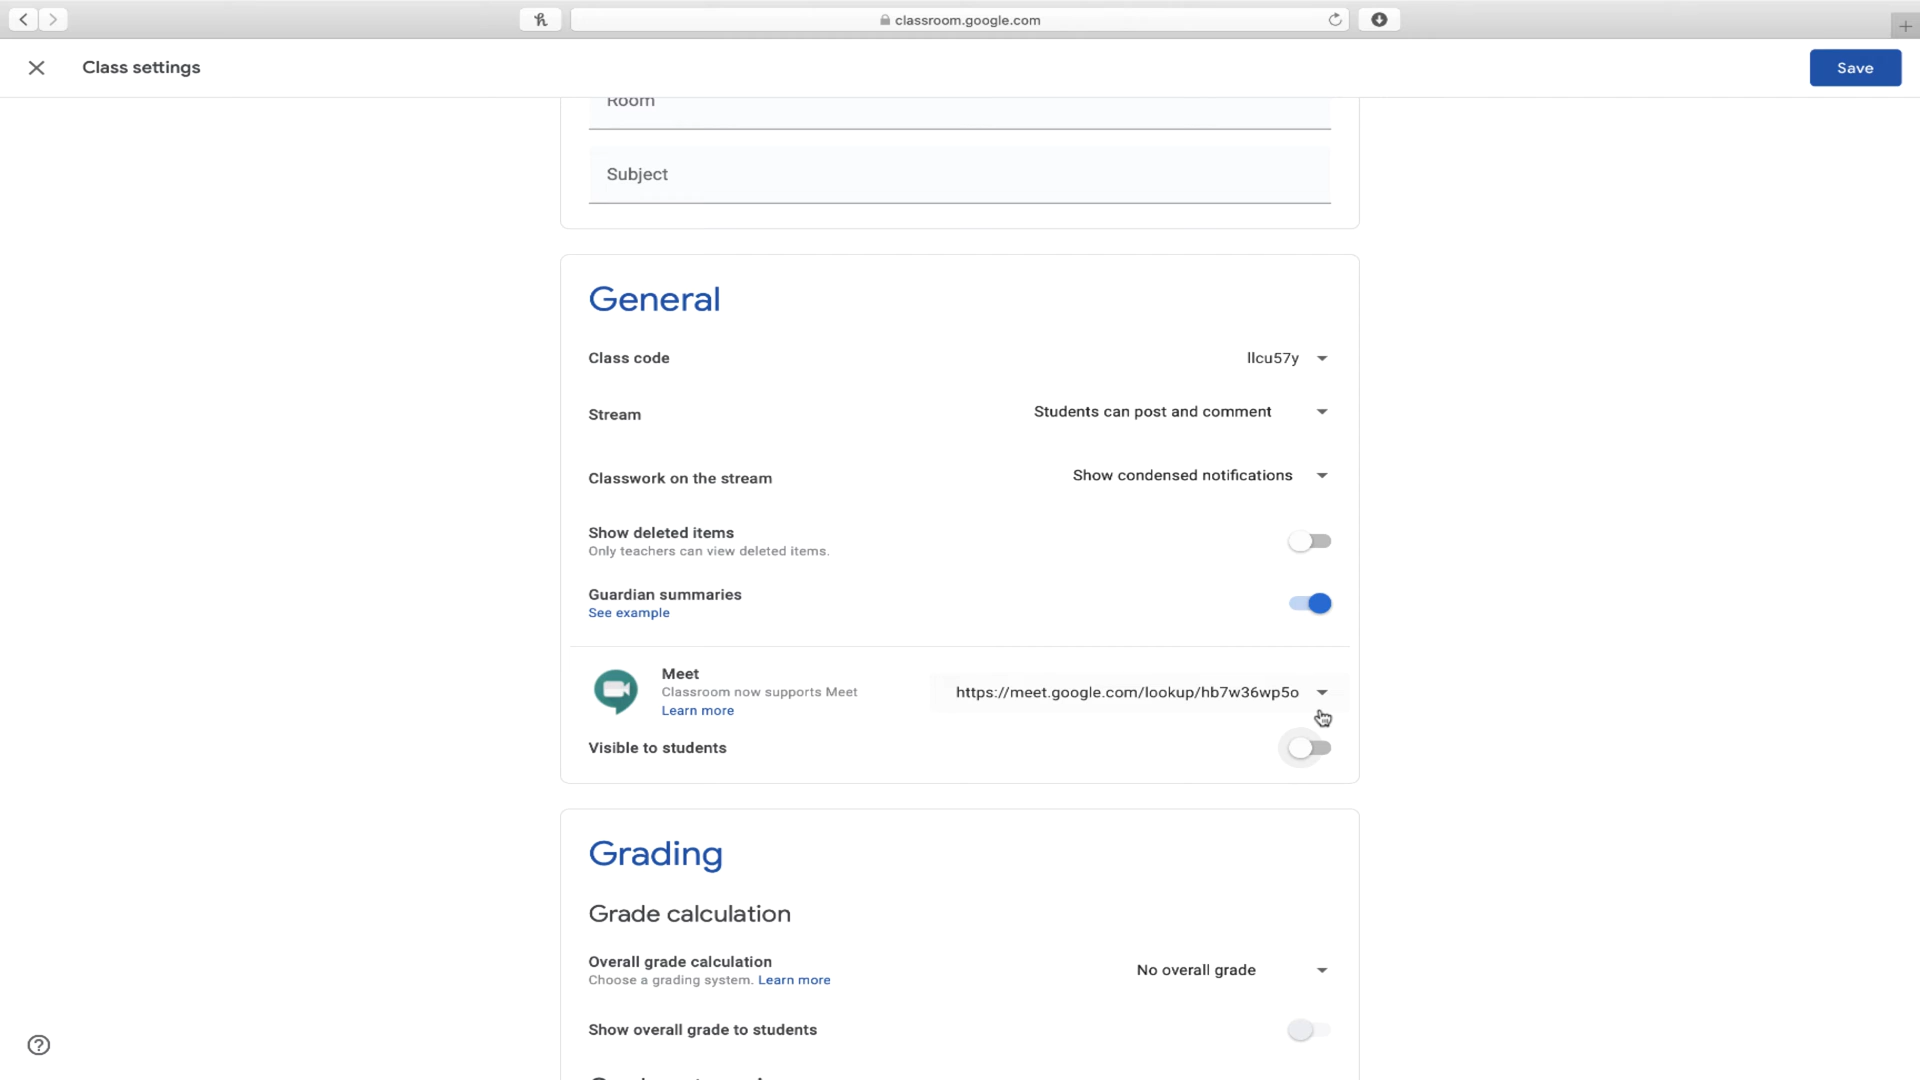 classroom.google.com
Class settings
Save
Room
Subject
General
Class code
llcu57y
Stream
Students can post and comment
Classwork on the stream
Show condensed notifications
Show deleted items
Only teachers can view deleted items.
Guardian summaries
See example
Meet
Classroom now supports Meet
Learn more
https://meet.google.com/lookup/hb7w36wp5o
Visible to students
Grading
Grade calculation
Overall grade calculation
Choose a grading system. Learn more
No overall grade
Show overall grade to students